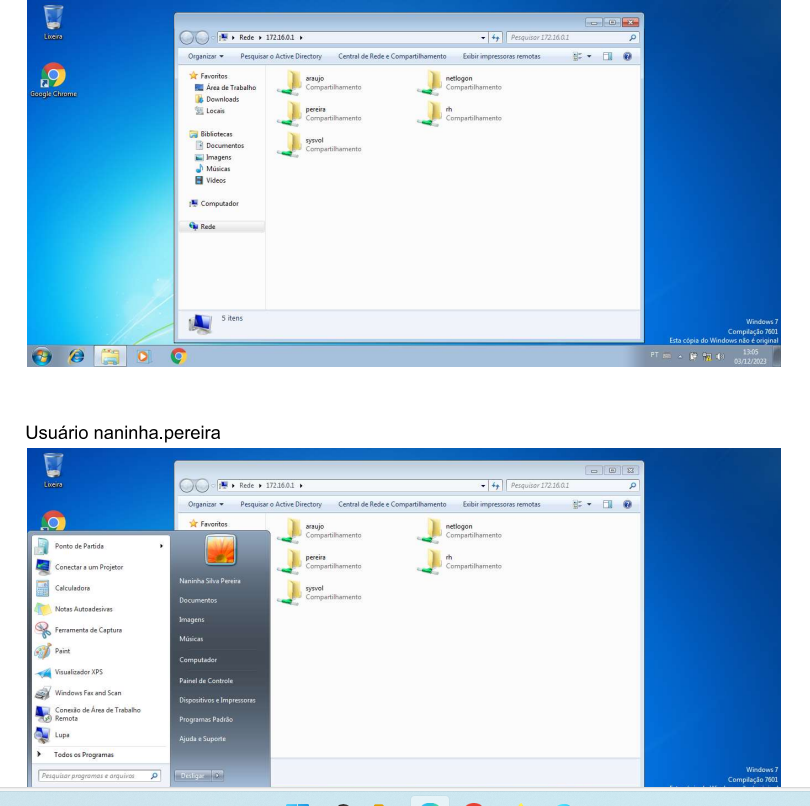 Lixeira
Google Chrome
Rede 172.16.0.1
Pesquisar 172.16.0.1
Organizar Pesquisar o Active Directory Central de Rede e Compartilhamento Exibir impressoras remotas
Favoritos
Área de Trabalho
Downloads
Locais
Bibliotecas
Documentos
Imagens
Músicas
Vídeos
Computador
Rede
araujo
Compartilhamento
netlogon
Compartilhamento
pereira
Compartilhamento
rh
Compartilhamento
sysvol
Compartilhamento
5 itens
Windows 7
Compilação 7601
Esta cópia do Windows não é original
PT
13:05
03/12/2023
Usuário naninha.pereira
Lixeira
Rede 172.16.0.1
Pesquisar 172.16.0.1
Organizar Pesquisar o Active Directory Central de Rede e Compartilhamento Exibir impressoras remotas
Favoritos
araujo
Compartilhamento
netlogon
Compartilhamento
pereira
Compartilhamento
rh
Compartilhamento
sysvol
Compartilhamento
Ponto de Partida
Conectar a um Projetor
Calculadora
Notas Autoadesivas
Ferramenta de Captura
Paint
Visualizador XPS
Windows Fax and Scan
Conexão de Área de Trabalho
Remota
Lupa
Todos os Programas
Pesquisar programas e arquivos
Naninha Silva Pereira
Documentos
Imagens
Músicas
Computador
Painel de Controle
Dispositivos e Impressoras
Programas Padrão
Ajuda e Suporte
Desligar
Windows 7
Compilação 7601